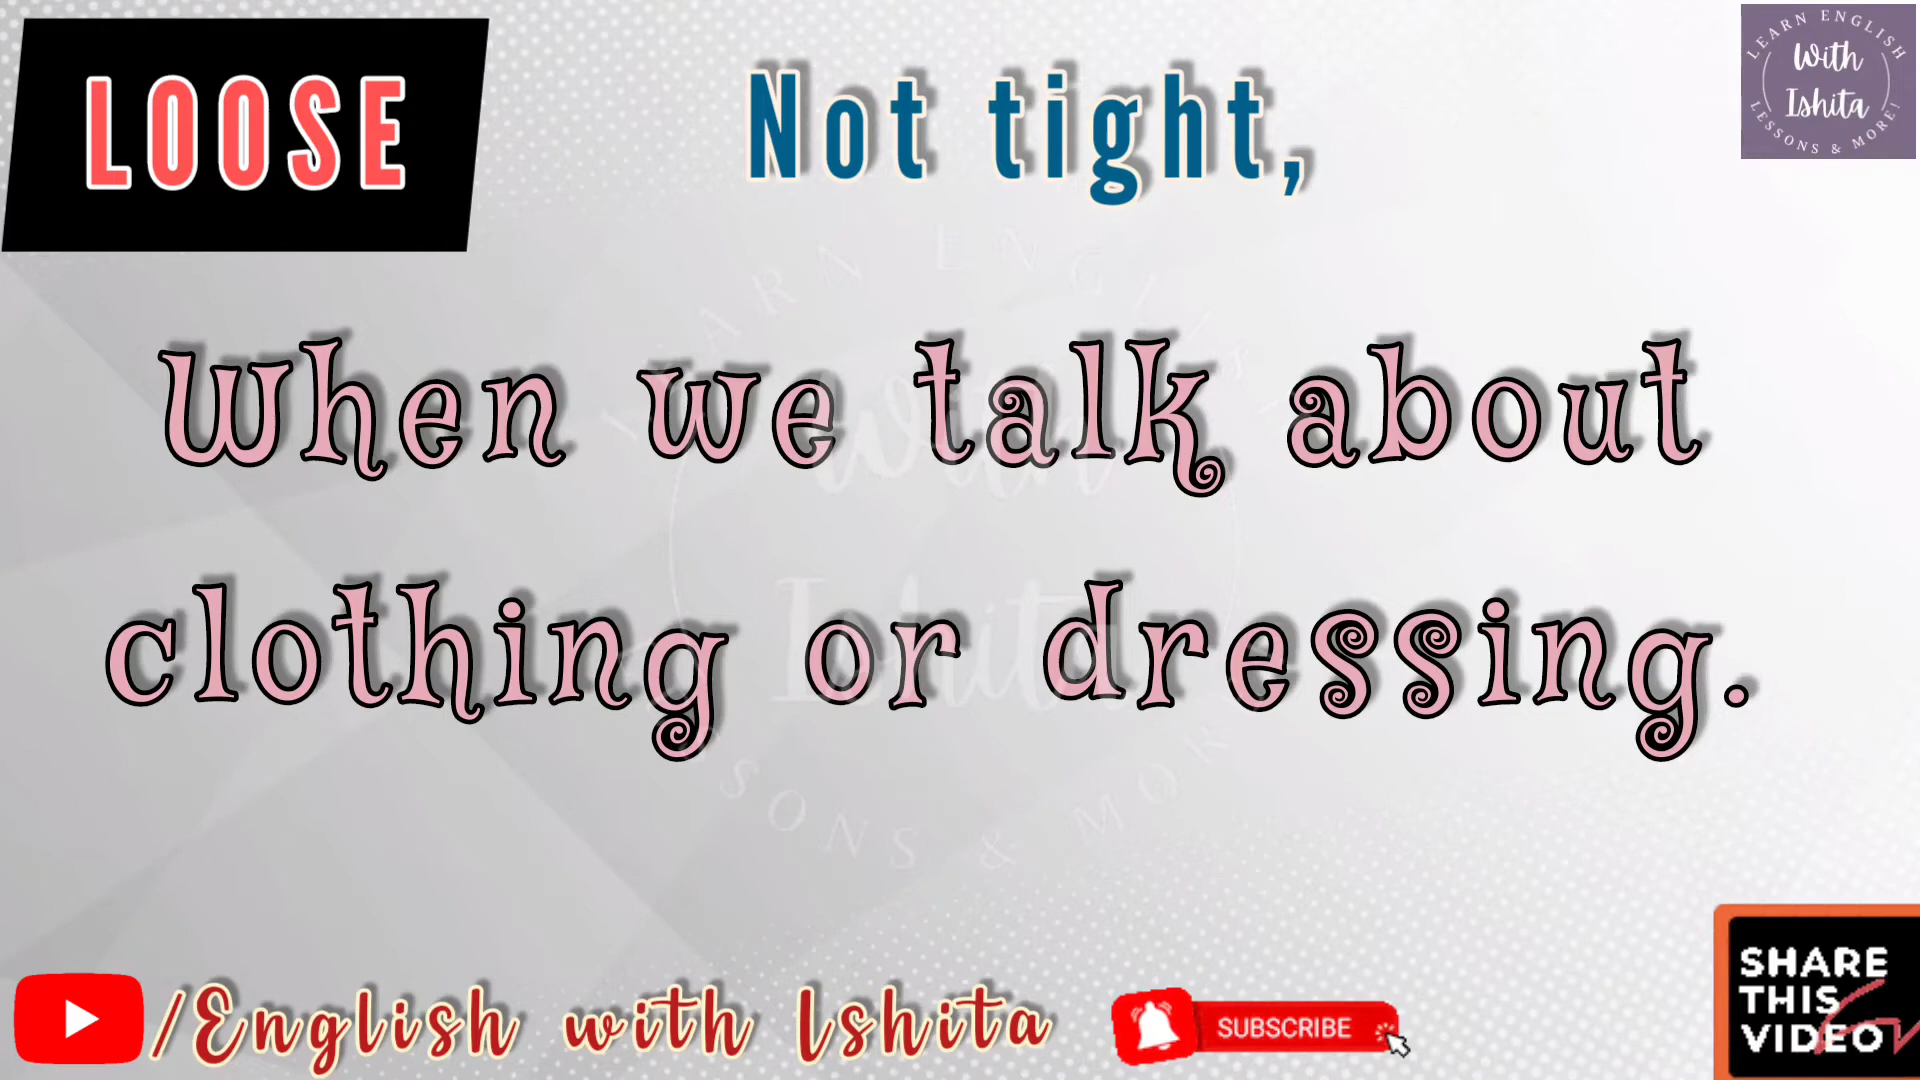 LOOSE
Not tight,
LEARN ENGLISH
With
Ishita
LESSONS & MORE!
When we talk about
clothing or dressing.
/English with Ishita
SUBSCRIBE
SHARE
THIS
VIDEO